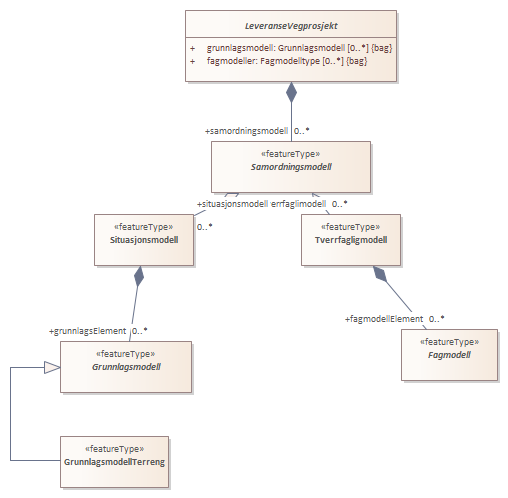 LeveranseVegprosjekt
+ grunnlagsmodell: Grunnlagsmodell [0..*] {bag}
+ fagmodeller: Fagmodelltype [0..*] {bag}
+samordningsmodell 0..*
«featureType»
Samordningsmodell
+situasjonsmodell errfaglimodell 0..*
0..*
«featureType»
Situasjonsmodell
«featureType»
Tverrfagligmodell
+fagmodellElement 0..*
+grunnlagsElement 0..*
«featureType»
Grunnlagsmodell
«featureType»
Fagmodell
«featureType»
GrunnlagsmodellTerreng